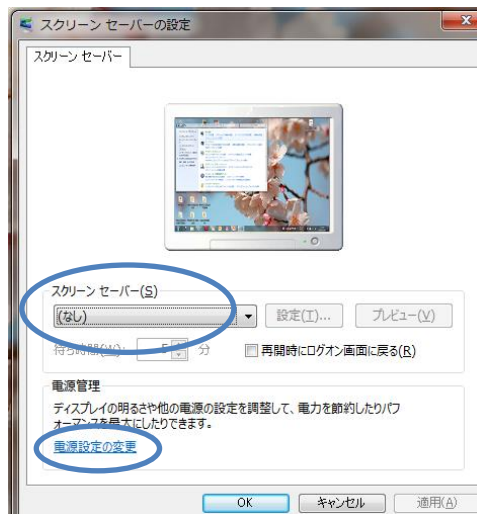 スクリーン セーバーの設定
スクリーン セーバー
スクリーン セーバー(S)
(なし)
設定(T)...
プレビュー(V)
待ち時間(W):
5
分
再開時にログオン画面に戻る(R)
電源管理
ディスプレイの明るさや他の電源の設定を調整して、電力を節約したりパフ
ォーマンスを最大にしたりできます。
電源設定の変更
OK
キャンセル
適用(A)